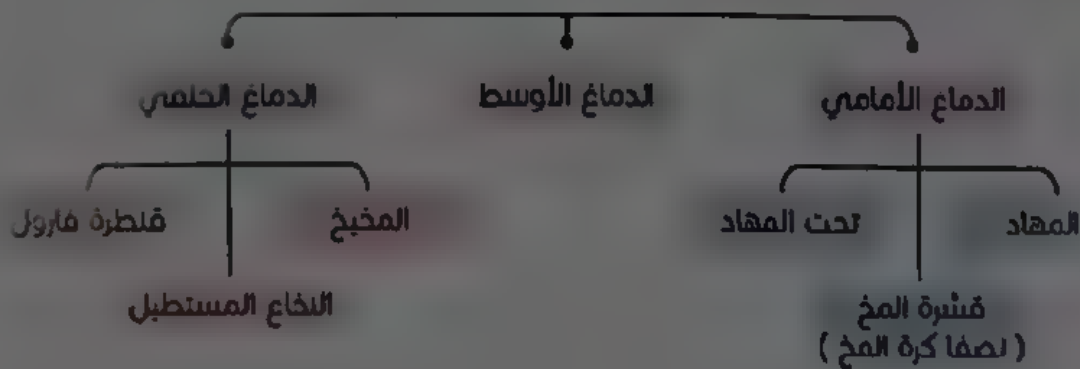 الدماغ الأمامي
الدماغ الأوسط
الدماغ الخلفي
المهاد
تحت المهاد
المخيخ
قنطرة فارول
قشرة المخ
( نصفا كرة المخ )
النخاع المستطيل